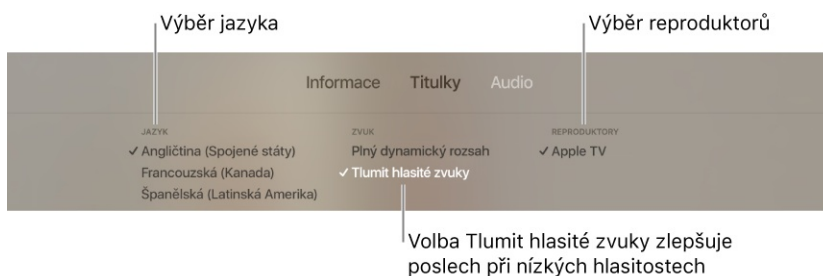 Výběr jazyka
Výběr reproduktorů
Informace Titulky Audio
JAZYK
✓ Angličtina (Spojené státy)
Francouzská (Kanada)
Španělská (Latinská Amerika)
ZVUK
Plný dynamický rozsah
✓ Tlumit hlasité zvuky
REPRODUKTORY
✓ Apple TV
Volba Tlumit hlasité zvuky zlepšuje
poslech při nízkých hlasitostech